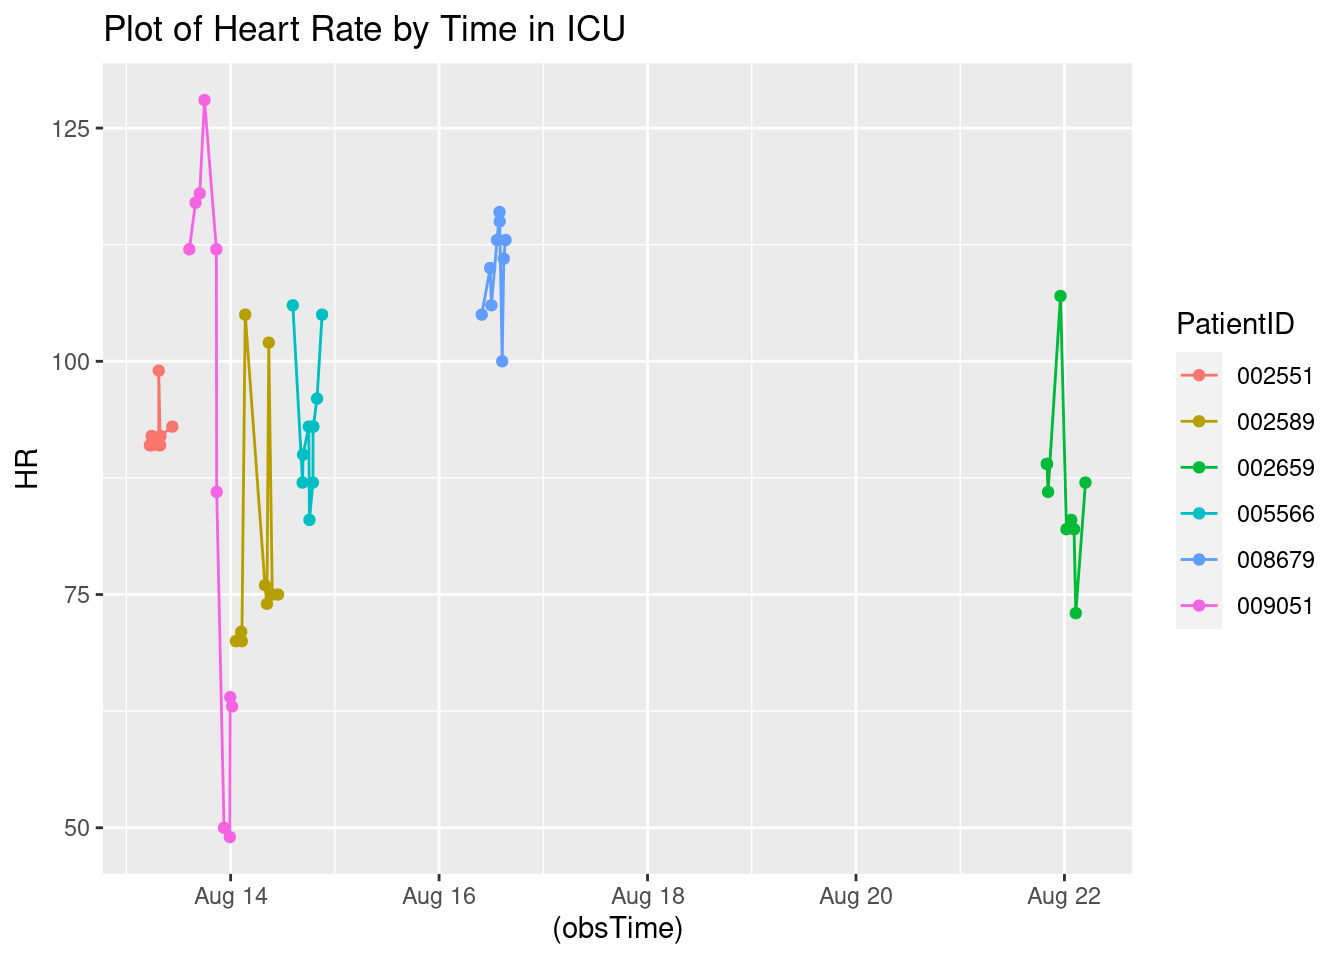 Plot of Heart Rate by Time in ICU
125
100
75
50
HR
Aug 14
Aug 16
Aug 18
Aug 20
Aug 22
(obsTime)
PatientID
002551
002589
002659
005566
008679
009051